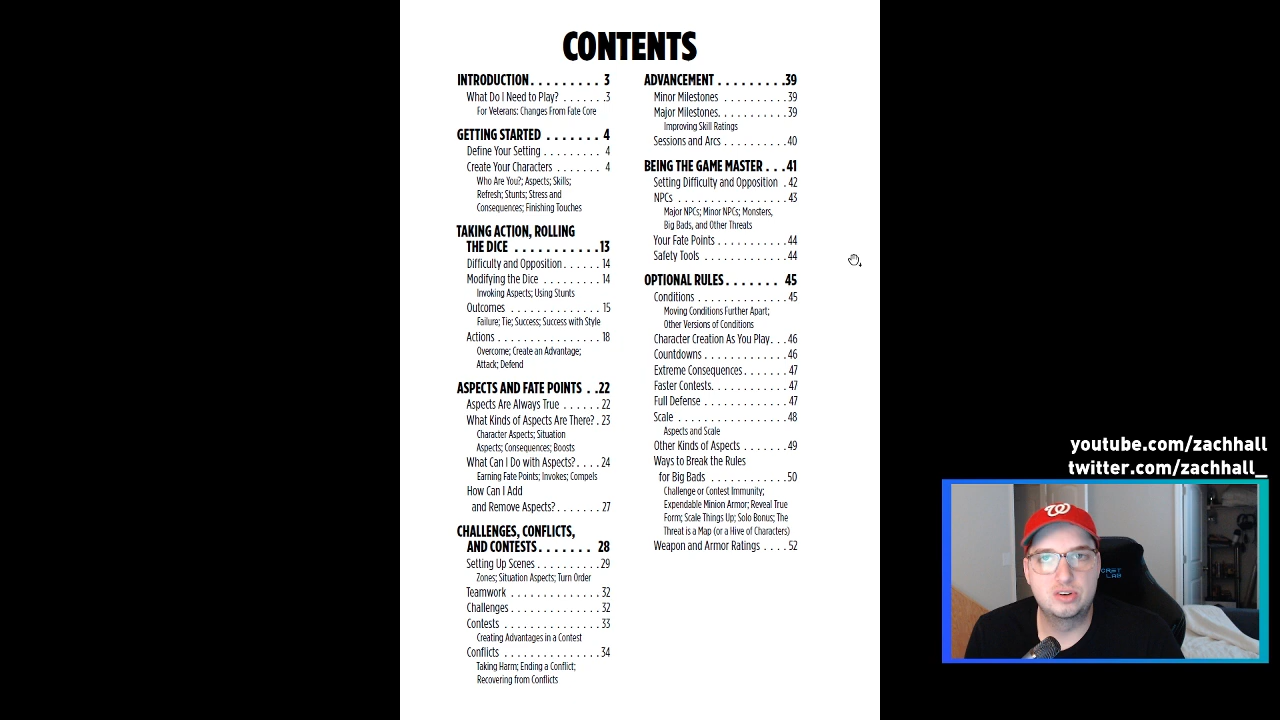 CONTENTS
INTRODUCTION . . . . . . . . . 3
What Do I Need to Play? . . . . . . . 3
For Veterans: Changes From Fate Core
GETTING STARTED . . . . . . . 4
Define Your Setting . . . . . . . . . 4
Create Your Characters . . . . . . . 4
Who Are You?; Aspects; Skills;
Refresh; Stunts; Stress and
Consequences; Finishing Touches
TAKING ACTION, ROLLING
THE DICE . . . . . . . . . . . 13
Difficulty and Opposition . . . . . . 14
Modifying the Dice . . . . . . . . . 14
Invoking Aspects; Using Stunts
Outcomes . . . . . . . . . . . . . . 15
Failure; Tie; Success; Success with Style
Actions . . . . . . . . . . . . . . . . 18
Overcome; Create an Advantage;
Attack; Defend
ASPECTS AND FATE POINTS . . 22
Aspects Are Always True . . . . . . 22
What Kinds of Aspects Are There? . 23
Character Aspects; Situation
Aspects; Consequences; Boosts
What Can I Do with Aspects? . . . . 24
Earning Fate Points; Invokes; Compels
How Can I Add
and Remove Aspects? . . . . . . . 27
CHALLENGES, CONFLICTS,
AND CONTESTS . . . . . . . 28
Setting Up Scenes . . . . . . . . . . 29
Zones; Situation Aspects; Turn Order
Teamwork . . . . . . . . . . . . . . 32
Challenges . . . . . . . . . . . . . . 32
Contests . . . . . . . . . . . . . . . 33
Creating Advantages in a Contest
Conflicts . . . . . . . . . . . . . . . 34
Taking Harm; Ending a Conflict;
Recovering from Conflicts
ADVANCEMENT . . . . . . . . . 39
Minor Milestones . . . . . . . . . . 39
Major Milestones. . . . . . . . . . . 39
Improving Skill Ratings
Sessions and Arcs . . . . . . . . . . 40
BEING THE GAME MASTER . . . 41
Setting Difficulty and Opposition . 42
NPCs . . . . . . . . . . . . . . . . . 43
Major NPCs; Minor NPCs; Monsters,
Big Bads, and Other Threats
Your Fate Points . . . . . . . . . . . 44
Safety Tools . . . . . . . . . . . . . 44
OPTIONAL RULES . . . . . . . 45
Conditions . . . . . . . . . . . . . . 45
Moving Conditions Further Apart;
Other Versions of Conditions
Character Creation As You Play . . . 46
Countdowns . . . . . . . . . . . . . 46
Extreme Consequences . . . . . . . 47
Faster Contests. . . . . . . . . . . . 47
Full Defense . . . . . . . . . . . . . 47
Scale . . . . . . . . . . . . . . . . . 48
Aspects and Scale
Other Kinds of Aspects . . . . . . . 49
Ways to Break the Rules
for Big Bads . . . . . . . . . . . . 50
Challenge or Contest Immunity;
Expendable Minion Armor; Reveal True
Form; Scale Things Up; Solo Bonus; The
Threat is a Map (or a Hive of Characters)
Weapon and Armor Ratings . . . . 52
youtube.com/zachhall
twitter.com/zachhall_
W